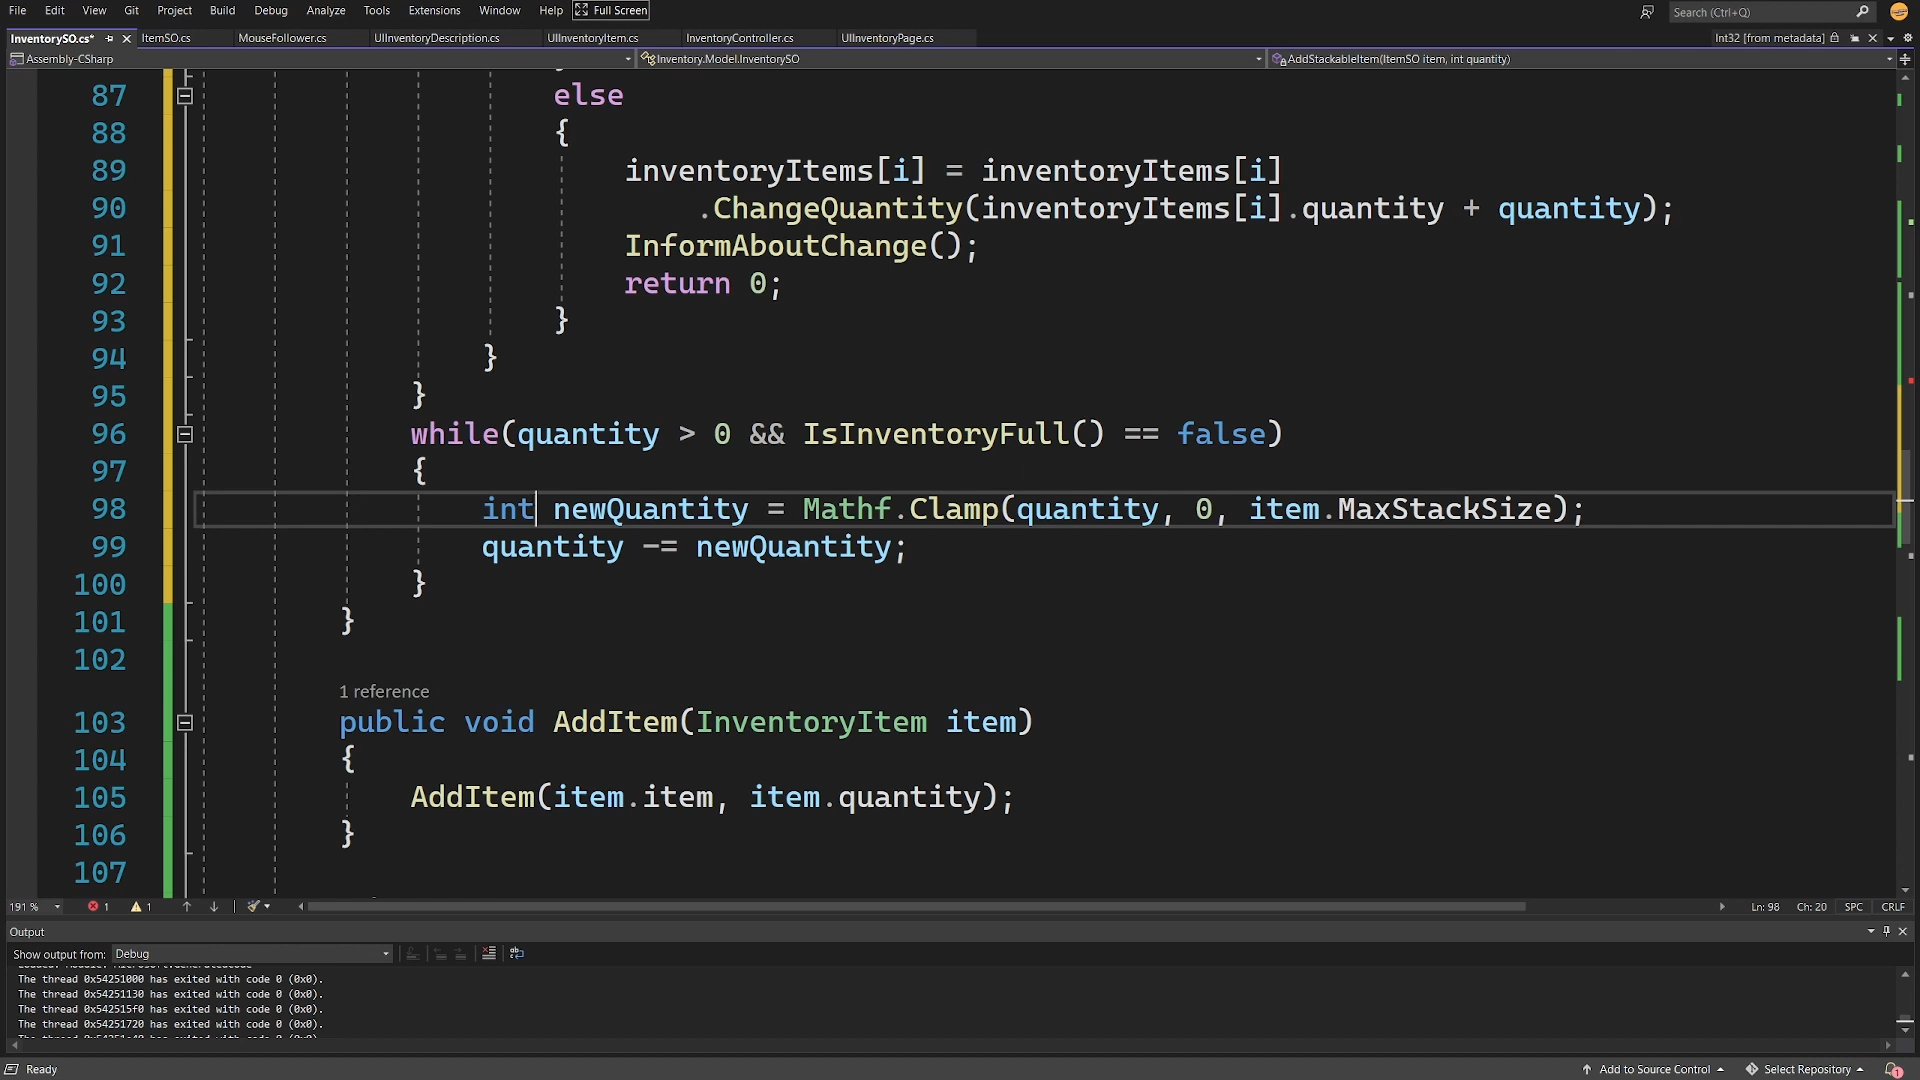 File Edit View Git Project Build Debug Analyze Tools Extensions Window Help Full Screen Search (Ctrl+Q)
InventorySO.cs* ItemSO.cs MouseFollower.cs UIInventoryDescription.cs UIInventoryItem.cs InventoryController.cs UIInventoryPage.cs Int32 [from metadata]
Assembly-CSharp Inventory.Model.InventorySO AddStackableItem(ItemSO item, int quantity)
87 else
88 {
89 inventoryItems[i] = inventoryItems[i]
90 .ChangeQuantity(inventoryItems[i].quantity + quantity);
91 InformAboutChange();
92 return 0;
93 }
94 }
95 }
96 while(quantity > 0 && IsInventoryFull() == false)
97 {
98 int newQuantity = Mathf.Clamp(quantity, 0, item.MaxStackSize);
99 quantity -= newQuantity;
100 }
101 }
102
1 reference
103 public void AddItem(InventoryItem item)
104 {
105 AddItem(item.item, item.quantity);
106 }
107
191 % 1 1 Ln: 98 Ch: 20 SPC CRLF
Output
Show output from: Debug
The thread 0x54251000 has exited with code 0 (0x0).
The thread 0x54251130 has exited with code 0 (0x0).
The thread 0x542515f0 has exited with code 0 (0x0).
The thread 0x54251720 has exited with code 0 (0x0).
Ready Add to Source Control Select Repository 1